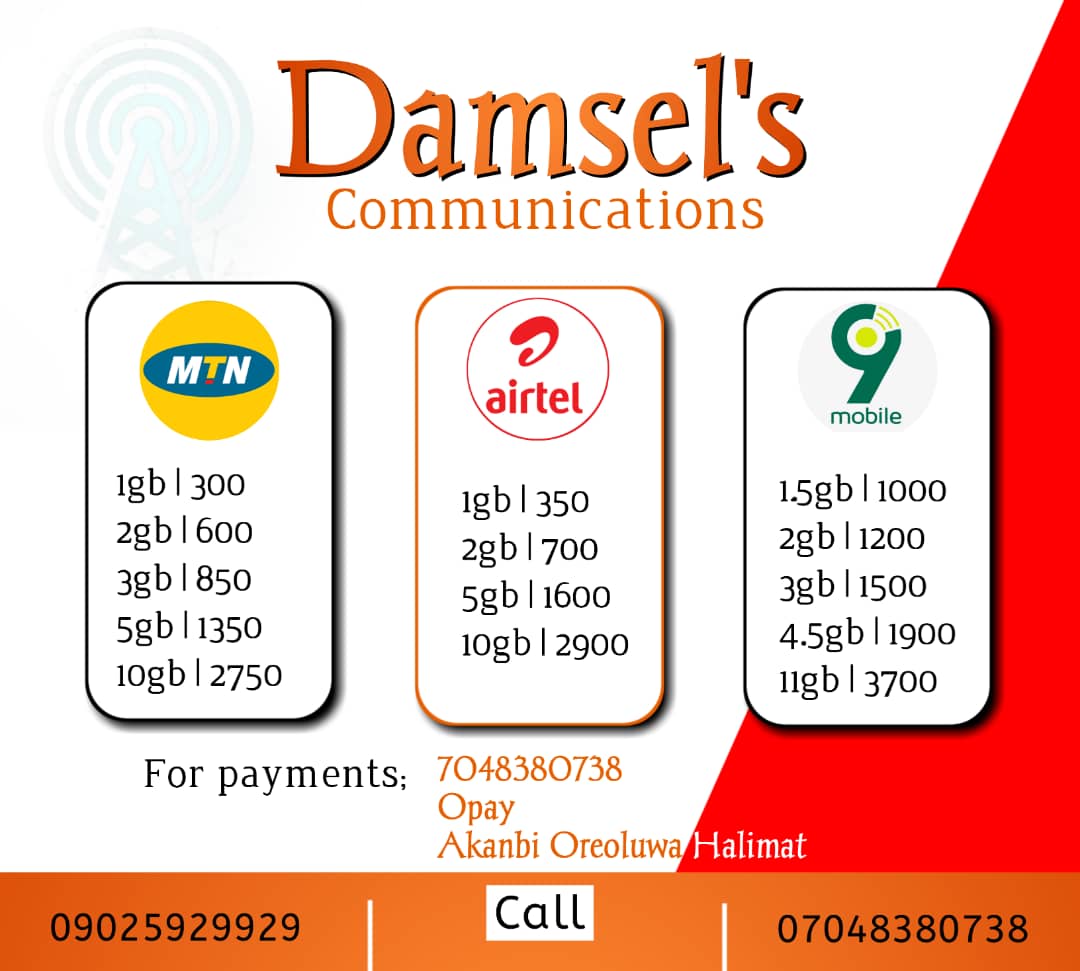 Damsel's
Communications
MTN
1gb | 300
2gb | 600
3gb | 850
5gb | 1350
10gb | 2750
airtel
1gb | 350
2gb | 700
5gb | 1600
10gb | 2900
9
mobile
1.5gb | 1000
2gb | 1200
3gb | 1500
4.5gb | 1900
11gb | 3700
For payments; 7048380738
Opay
Akanbi Oreoluwa Halimat
09025929929 | Call | 07048380738